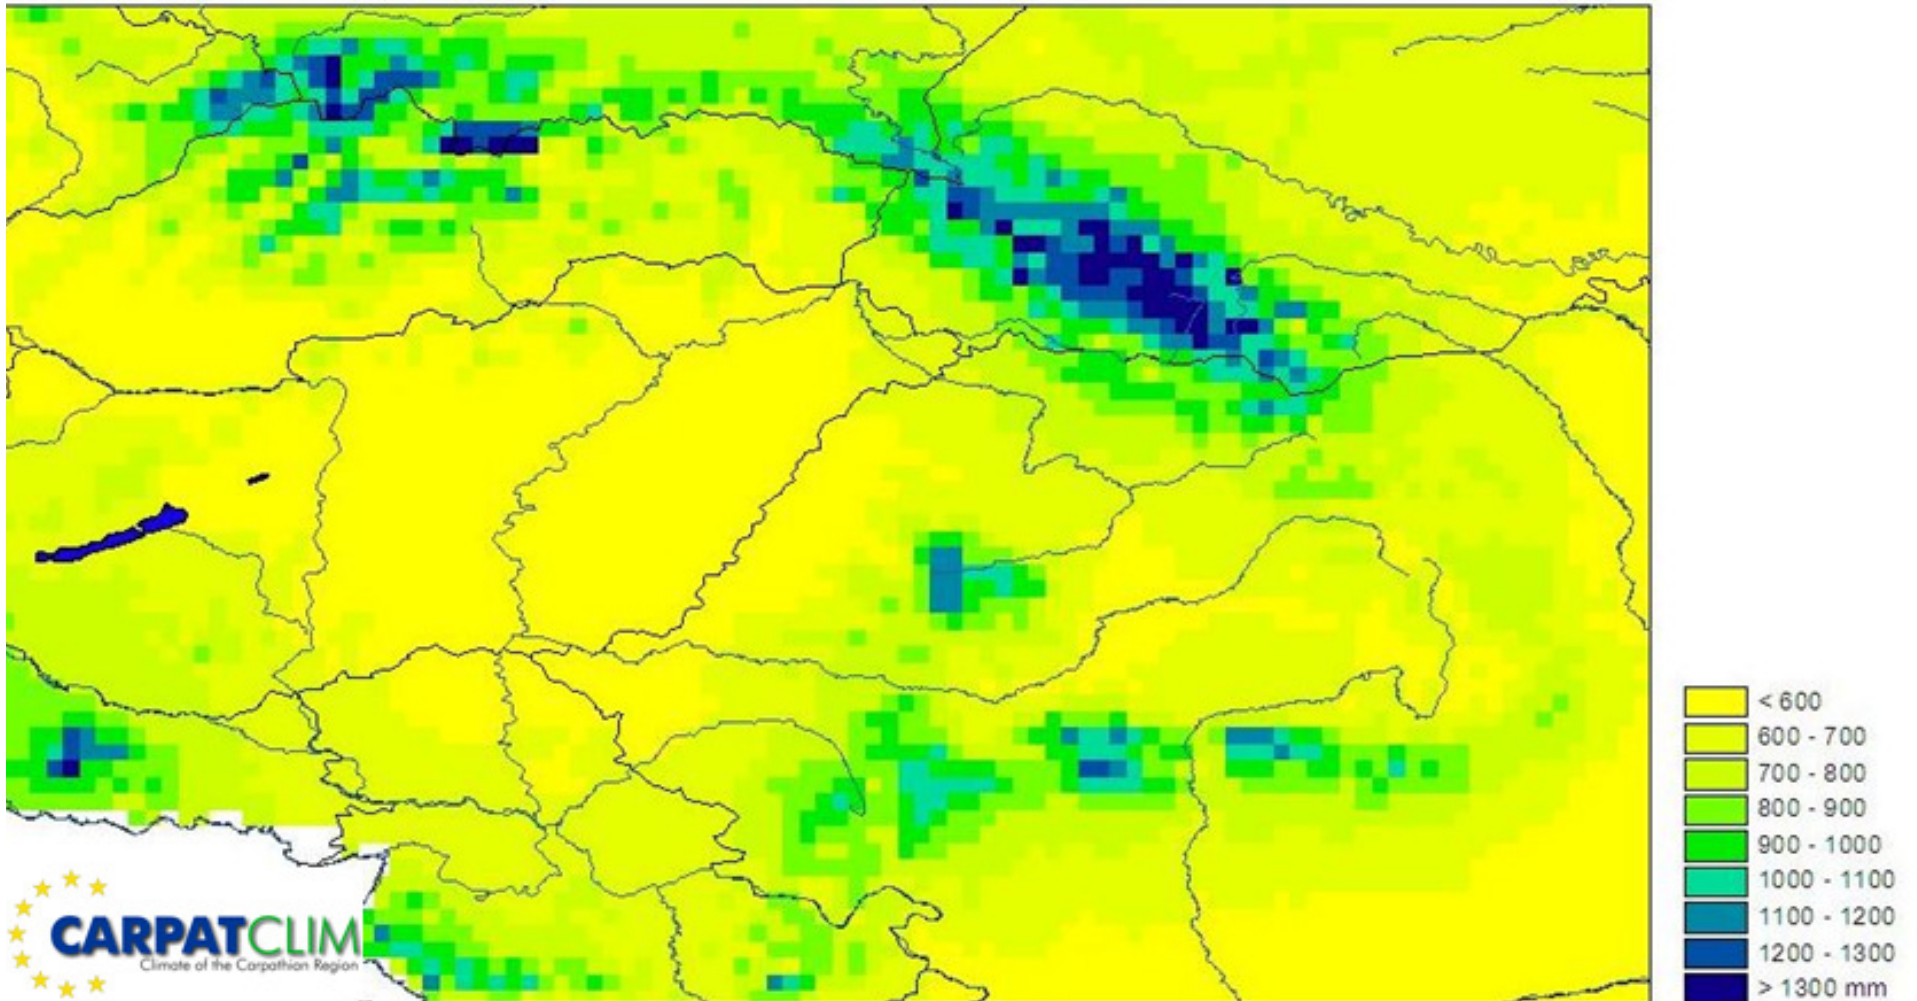 < 600
600 - 700
700 - 800
800 - 900
900 - 1000
1000 - 1100
1100 - 1200
1200 - 1300
> 1300 mm
CARPATCLIM
Climate of the Carpathian Region